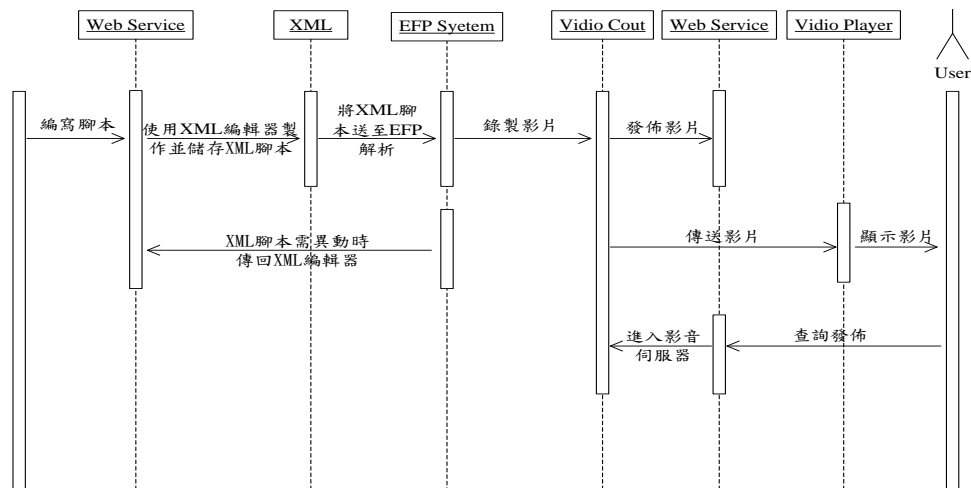 Web Service
XML
EFP Syetem
Vidio Cout
Web Service
Vidio Player
User
編寫腳本
使用XML編輯器製
作並儲存XML腳本
將XML腳
本送至EFP
解析
錄製影片
發佈影片
XML腳本需異動時
傳回XML編輯器
傳送影片
顯示影片
進入影音
伺服器
查詢發佈